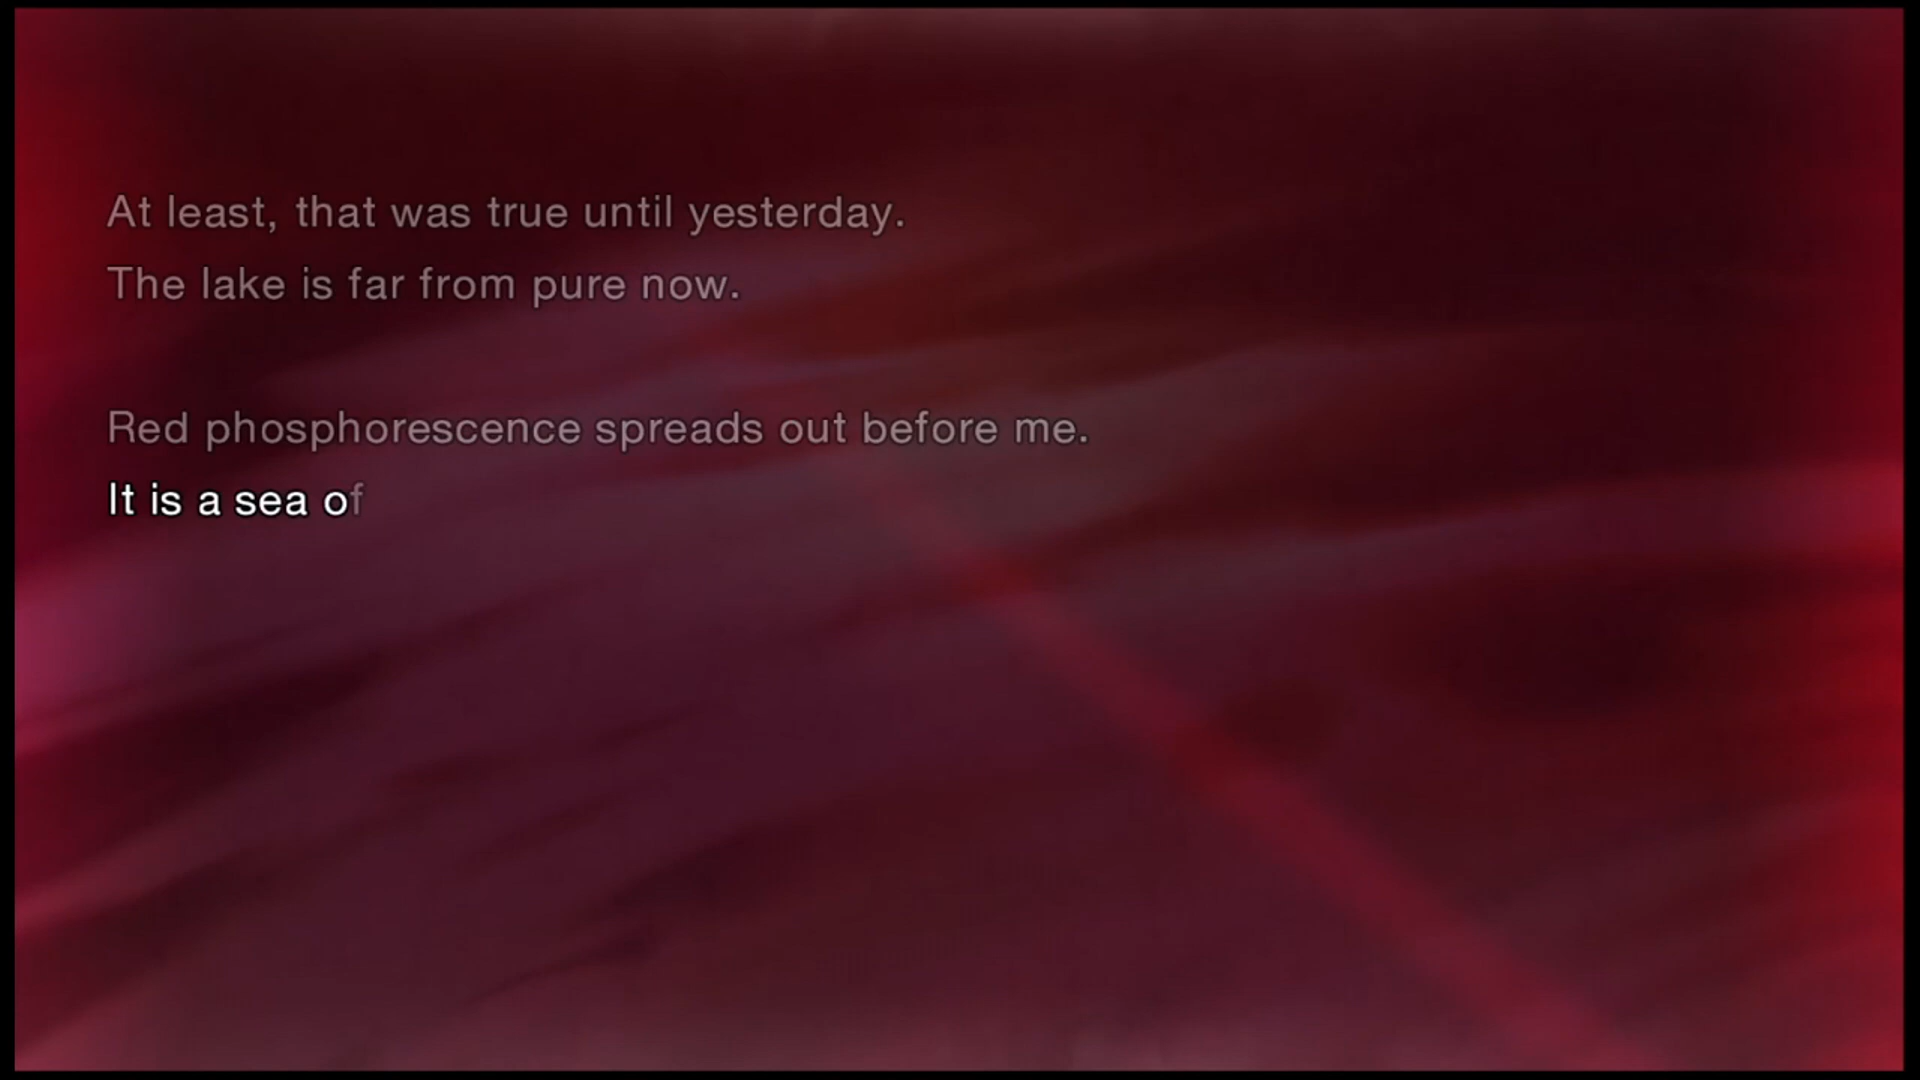 At least, that was true until yesterday.
The lake is far from pure now.
Red phosphorescence spreads out before me.
It is a sea of